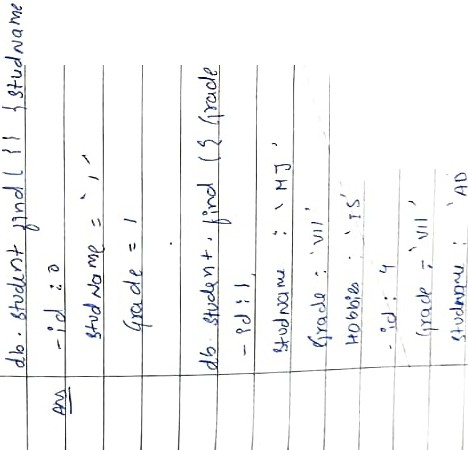 db. student find ( { } {studName
Ans -id : 0
studName = ' 1 '
Grade = 1
db. student. find ( { Grade
-id : 1
StudName : 'MJ'
Grade : 'VII'
Hobbies : 'IS'
-id : 4
Grade - 'VII'
studname : 'AD